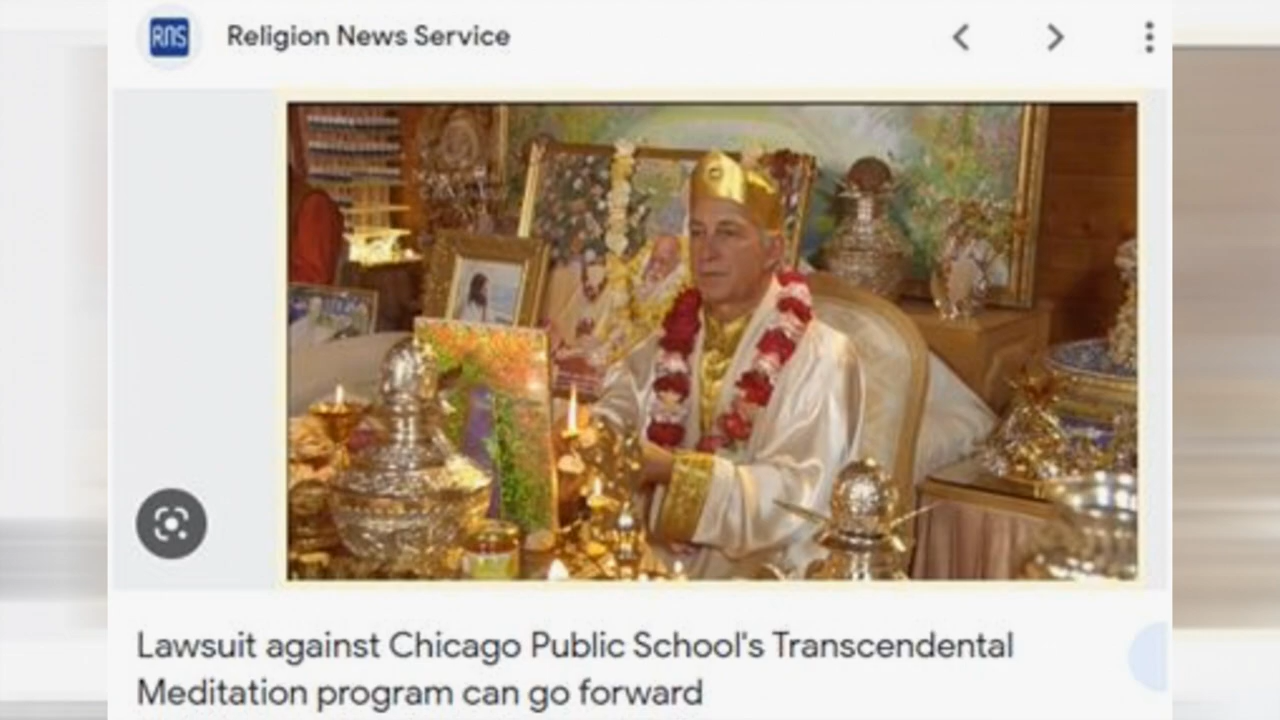 RNS
Religion News Service
Lawsuit against Chicago Public School's Transcendental
Meditation program can go forward